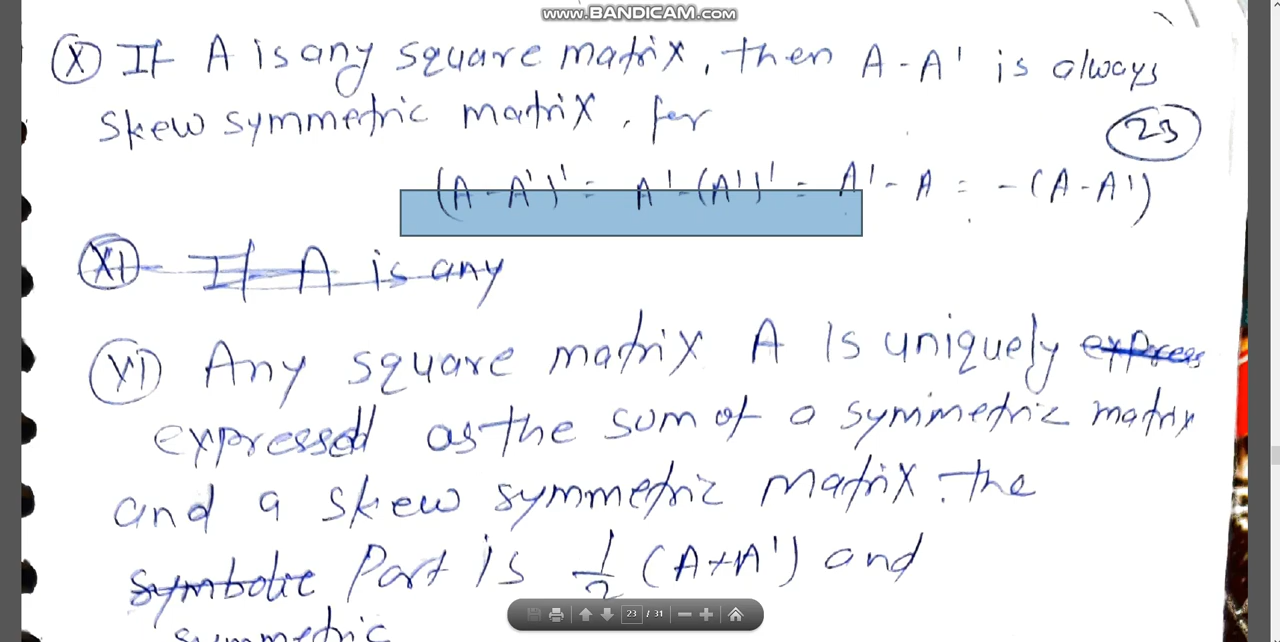 www.BANDICAM.com
(X) If A is any square matrix, then A - A' is always
skew symmetric matrix, for
(23)
(A - A')' = A' - (A')' = A' - A = -(A - A')
(XI) If A is any
(XI) Any square matrix A is uniquely express
expressed as the sum of a symmetric matrix
and a skew symmetric matrix. the
symbolic Part is 1/2 (A+A') and
symmetric
23 / 31